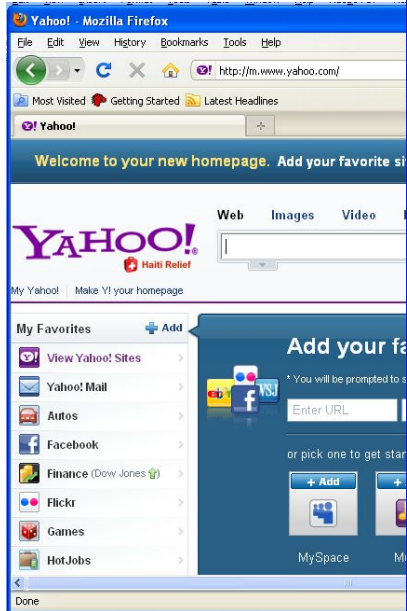 Yahoo! - Mozilla Firefox
File Edit View History Bookmarks Tools Help
http://m.www.yahoo.com/
Most Visited Getting Started Latest Headlines
Yahoo!
Welcome to your new homepage. Add your favorite si
Web Images Video
YAHOO!
Haiti Relief
My Yahoo! Make Y! your homepage
My Favorites Add
View Yahoo! Sites
Yahoo! Mail
Autos
Facebook
Finance (Dow Jones)
Flickr
Games
HotJobs
Add your fa
* You will be prompted to s
Enter URL
or pick one to get star
+ Add
MySpace
Done